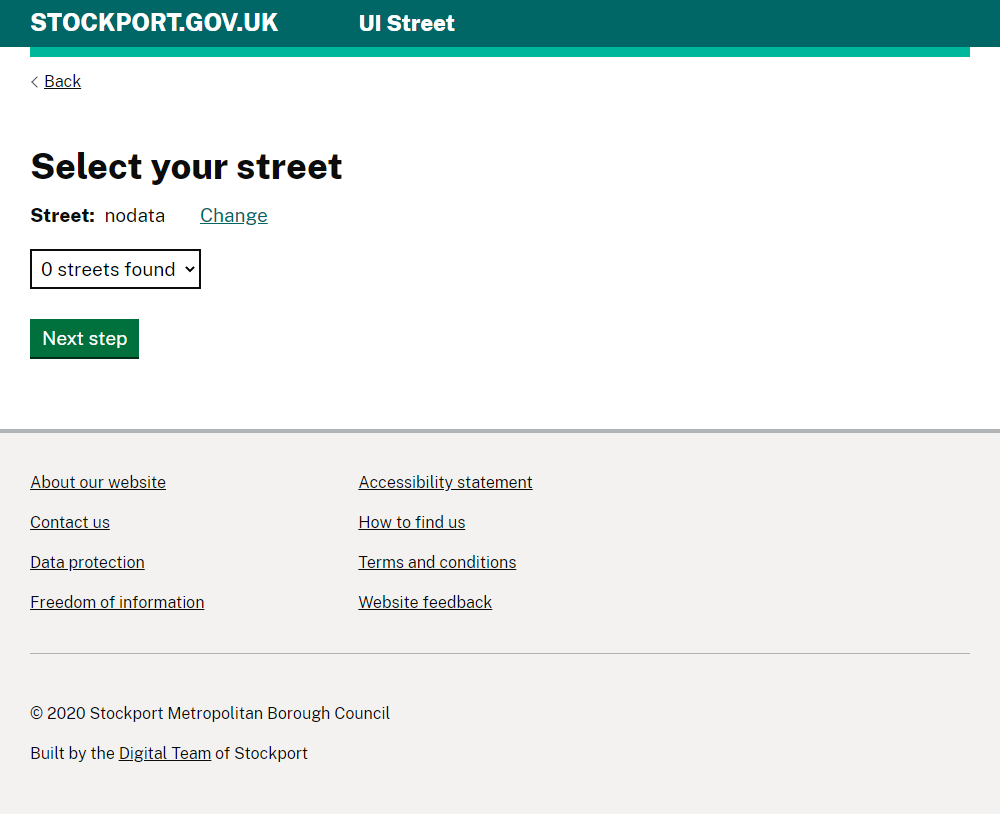 STOCKPORT.GOV.UK UI Street
Back
Select your street
Street: nodata Change
0 streets found
Next step
About our website Accessibility statement
Contact us How to find us
Data protection Terms and conditions
Freedom of information Website feedback
© 2020 Stockport Metropolitan Borough Council
Built by the Digital Team of Stockport